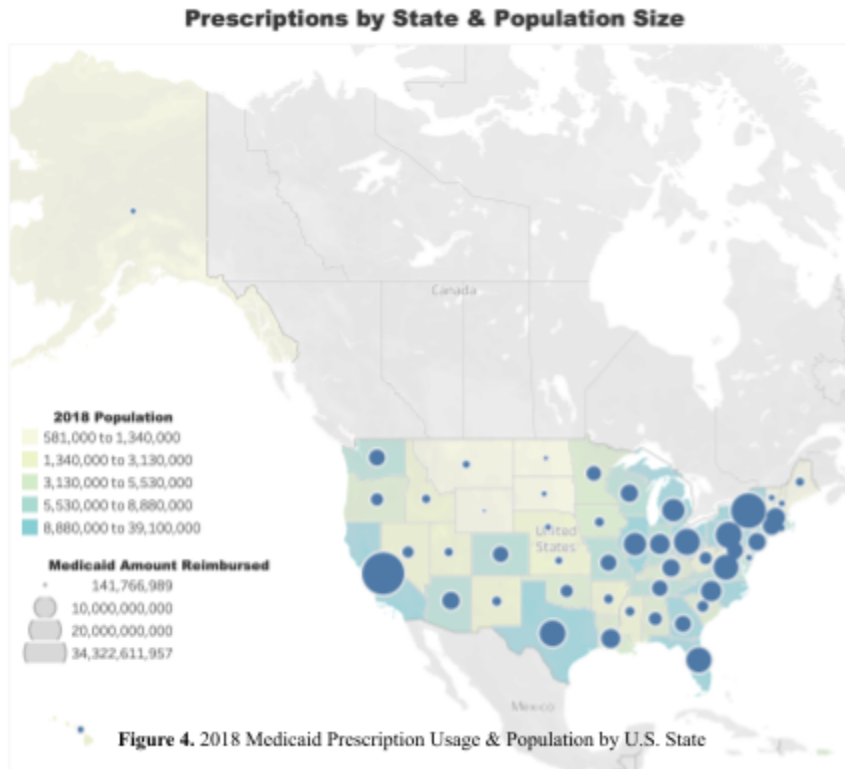 Prescriptions by State & Population Size
Canada
2018 Population
581,000 to 1,340,000
1,340,000 to 3,130,000
3,130,000 to 5,530,000
5,530,000 to 8,880,000
8,880,000 to 39,100,000
United
States
Medicaid Amount Reimbursed
141,766,989
10,000,000,000
20,000,000,000
34,322,611,957
Mexico
Figure 4. 2018 Medicaid Prescription Usage & Population by U.S. State